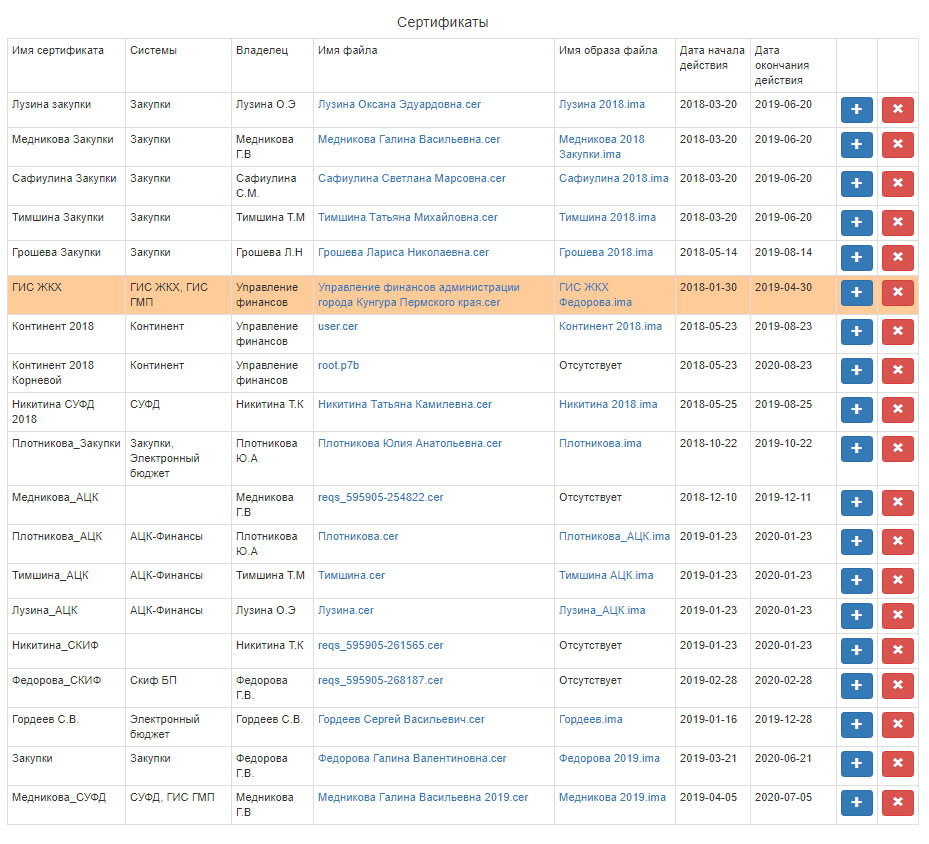 Сертификаты
Имя сертификата Системы Владелец Имя файла Имя образа файла Дата начала действия Дата окончания действия
Лузина закупки Закупки Лузина О.Э Лузина Оксана Эдуардовна.cer Лузина 2018.ima 2018-03-20 2019-06-20
Медникова Закупки Закупки Медникова Г.В Медникова Галина Васильевна.cer Медникова 2018 Закупки.ima 2018-03-20 2019-06-20
Сафиулина Закупки Закупки Сафиулина С.М. Сафиулина Светлана Марсовна.cer Сафиулина 2018.ima 2018-03-20 2019-06-20
Тимшина Закупки Закупки Тимшина Т.М Тимшина Татьяна Михайловна.cer Тимшина 2018.ima 2018-03-20 2019-06-20
Грошева Закупки Закупки Грошева Л.Н Грошева Лариса Николаевна.cer Грошева 2018.ima 2018-05-14 2019-08-14
ГИС ЖКХ ГИС ЖКХ, ГИС ГМП Управление финансов Управление финансов администрации города Кунгура Пермского края.cer ГИС ЖКХ Федорова.ima 2018-01-30 2019-04-30
Континент 2018 Континент Управление финансов user.cer Континент 2018.ima 2018-05-23 2019-08-23
Континент 2018 Корневой Континент Управление финансов root.p7b Отсутствует 2018-05-23 2020-08-23
Никитина СУФД 2018 СУФД Никитина Т.К Никитина Татьяна Камилевна.cer Никитина 2018.ima 2018-05-25 2019-08-25
Плотникова_Закупки Закупки, Электронный бюджет Плотникова Ю.А Плотникова Юлия Анатольевна.cer Плотникова.ima 2018-10-22 2019-10-22
Медникова_АЦК Медникова Г.В reqs_595905-254822.cer Отсутствует 2018-12-10 2019-12-11
Плотникова_АЦК АЦК-Финансы Плотникова Ю.А Плотникова.cer Плотникова_АЦК.ima 2019-01-23 2020-01-23
Тимшина_АЦК АЦК-Финансы Тимшина Т.М Тимшина.cer Тимшина АЦК.ima 2019-01-23 2020-01-23
Лузина_АЦК АЦК-Финансы Лузина О.Э Лузина.cer Лузина_АЦК.ima 2019-01-23 2020-01-23
Никитина_СКИФ Никитина Т.К reqs_595905-261565.cer Отсутствует 2019-01-23 2020-01-23
Федорова_СКИФ Скиф БП Федорова Г.В. reqs_595905-268187.cer Отсутствует 2019-02-28 2020-02-28
Гордеев С.В. Электронный бюджет Гордеев С.В. Гордеев Сергей Васильевич.cer Гордеев.ima 2019-01-16 2019-12-28
Закупки Закупки Федорова Г.В. Федорова Галина Валентиновна.cer Федорова 2019.ima 2019-03-21 2020-06-21
Медникова_СУФД СУФД, ГИС ГМП Медникова Г.В Медникова Галина Васильевна 2019.cer Медникова 2019.ima 2019-04-05 2020-07-05